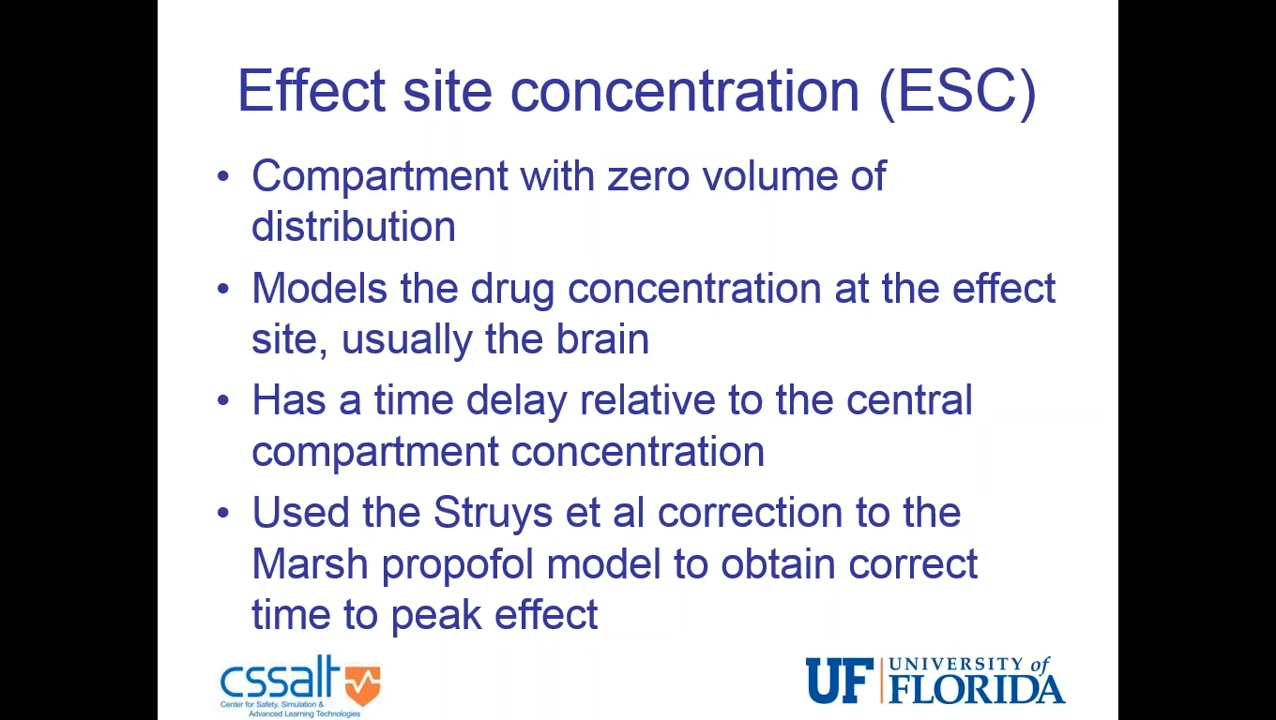 Effect site concentration (ESC)
• Compartment with zero volume of
distribution
• Models the drug concentration at the effect
site, usually the brain
• Has a time delay relative to the central
compartment concentration
• Used the Struys et al correction to the
Marsh propofol model to obtain correct
time to peak effect
cssalt
Center for Safety, Simulation &
Advanced Learning Technologies
UF UNIVERSITY of
FLORIDA